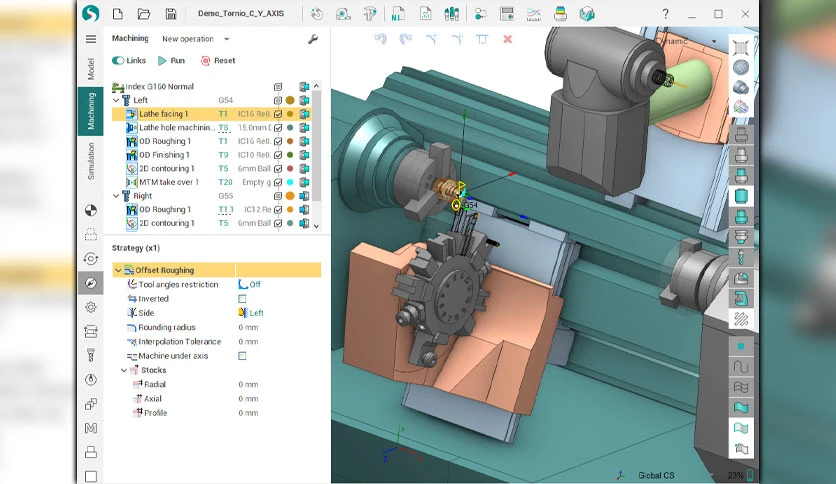 Demo_Tornio_C_Y_AXIS
?
Machining
New operation
Links
Run
Reset
Model
Machining
Simulation
Index G160 Normal
Left G54
Lathe facing 1 T1 IC16 Re0.
Lathe hole machinin... T8 15.0mm
OD Roughing 1 T1 IC16 Re0.
OD Finishing 1 T9 IC10 Re0.
2D contouring 1 T5 6mm Ball
MTM take over 1 T20 Empty g
Right G55
OD Roughing 1 T1.1 IC12 Re
2D contouring 1 T5 6mm Ball
Strategy (x1)
Offset Roughing
Tool angles restriction Off
Inverted
Side Left
Rounding radius 0 mm
Interpolation Tolerance 0 mm
Machine under axis
Stocks
Radial 0 mm
Axial 0 mm
Profile 0 mm
namic
G54
Z
Global CS
23%